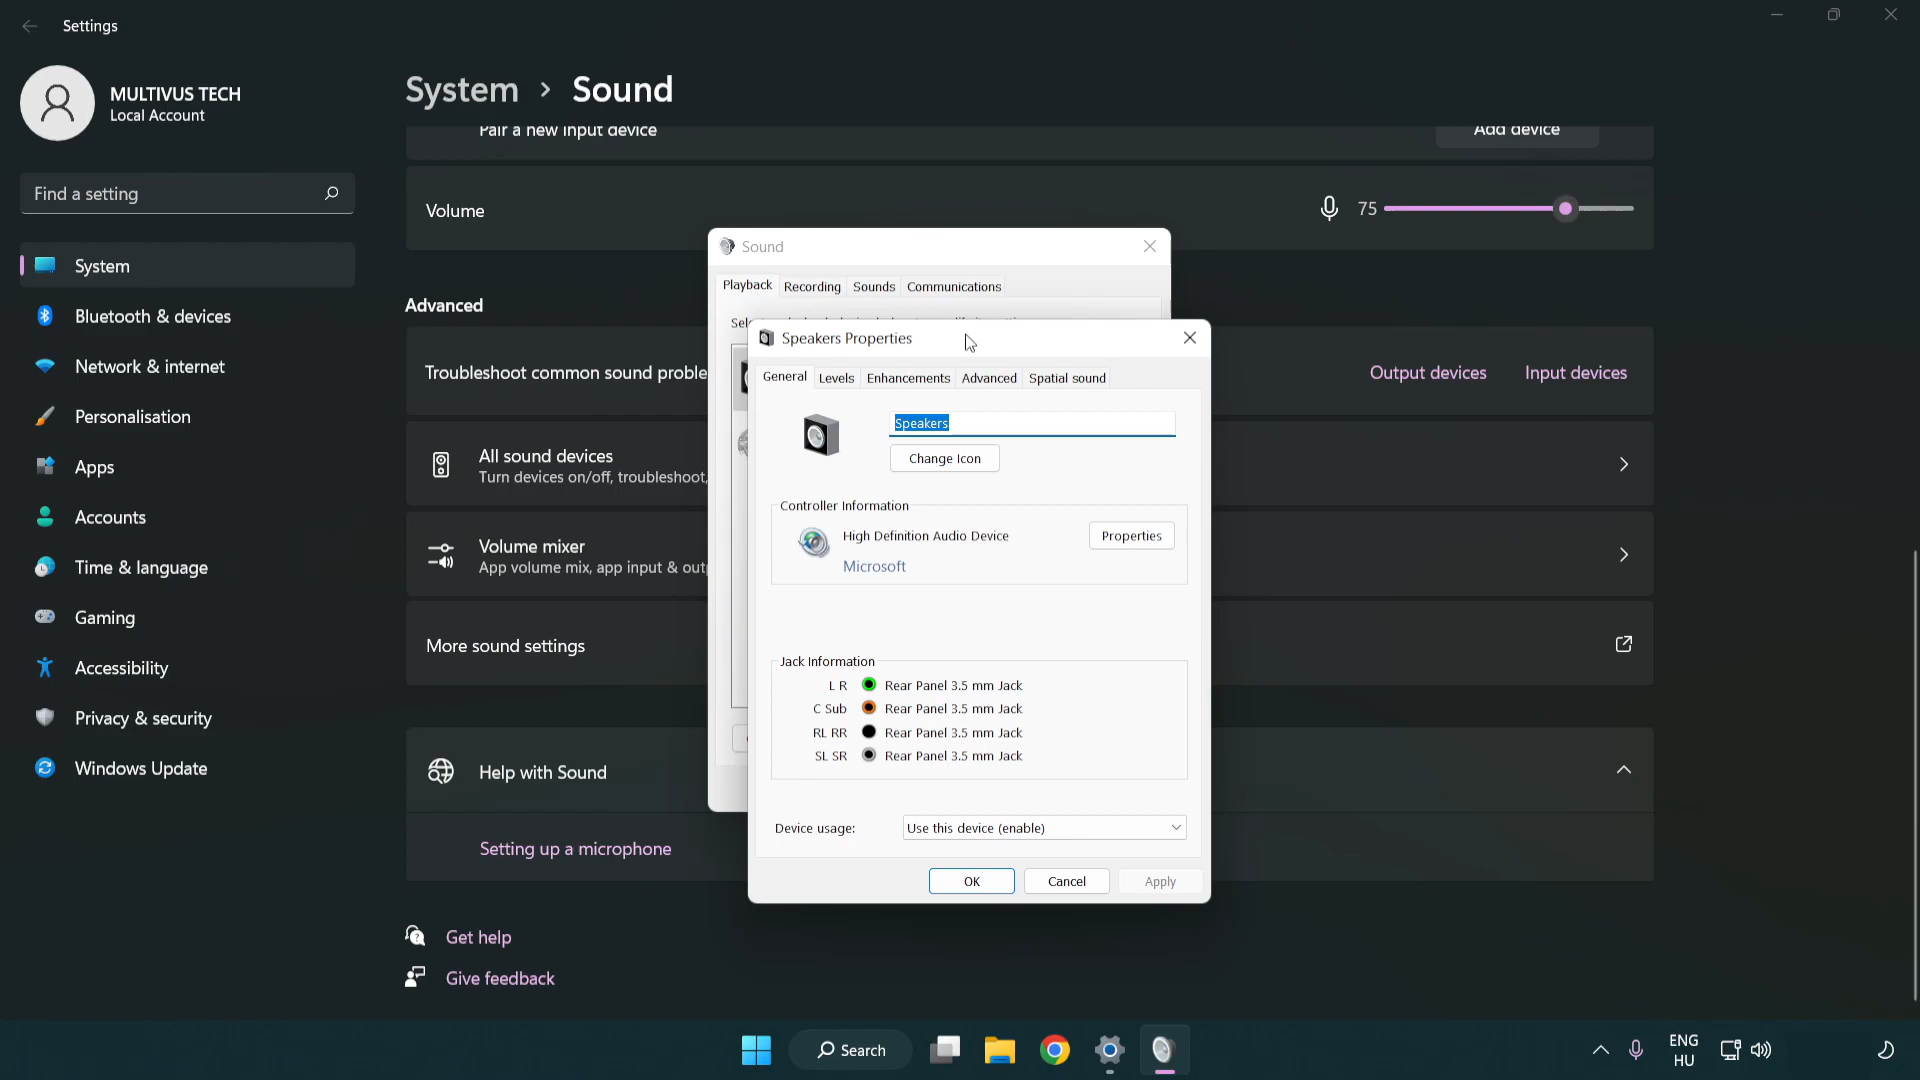 Settings
MULTIVUS TECH
Local Account
Find a setting
System
Bluetooth & devices
Network & internet
Personalisation
Apps
Accounts
Time & language
Gaming
Accessibility
Privacy & security
Windows Update
System > Sound
Pair a new input device
Add device
Volume
75
Advanced
Troubleshoot common sound proble
Output devices
Input devices
All sound devices
Turn devices on/off, troubleshoot,
Volume mixer
App volume mix, app input & outp
More sound settings
Help with Sound
Setting up a microphone
Get help
Give feedback
Sound
Playback Recording Sounds Communications
Speakers Properties
General Levels Enhancements Advanced Spatial sound
Speakers
Change Icon
Controller Information
High Definition Audio Device
Properties
Microsoft
Jack Information
L R Rear Panel 3.5 mm Jack
C Sub Rear Panel 3.5 mm Jack
RL RR Rear Panel 3.5 mm Jack
SL SR Rear Panel 3.5 mm Jack
Device usage:
Use this device (enable)
OK
Cancel
Apply
Search
ENG
HU